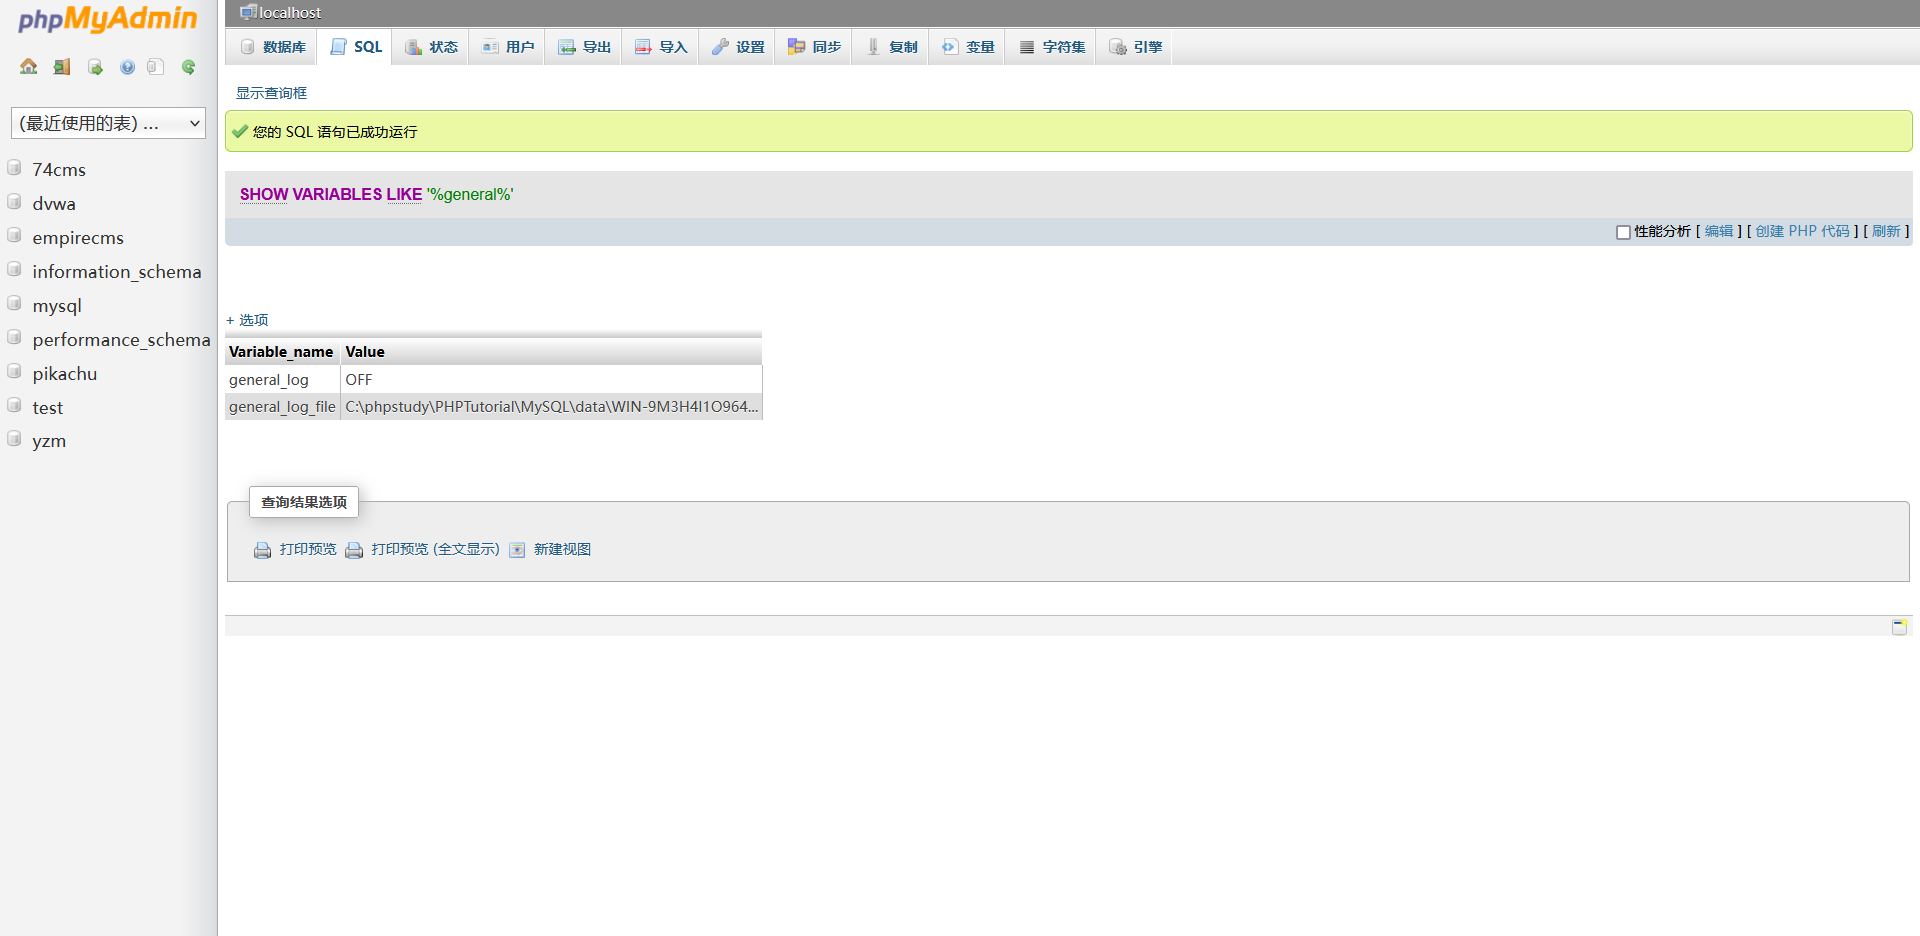 phpMyAdmin
(最近使用的表) ...
74cms
dvwa
empirecms
information_schema
mysql
performance_schema
pikachu
test
yzm
localhost
数据库 SQL 状态 用户 导出 导入 设置 同步 复制 变量 字符集 引擎
显示查询框
您的 SQL 语句已成功运行
SHOW VARIABLES LIKE '%general%'
性能分析 [ 编辑 ] [ 创建 PHP 代码 ] [ 刷新 ]
+ 选项
Variable_name Value
general_log OFF
general_log_file C:\phpstudy\PHPTutorial\MySQL\data\WIN-9M3H4I1O964...
查询结果选项
打印预览 打印预览 (全文显示) 新建视图